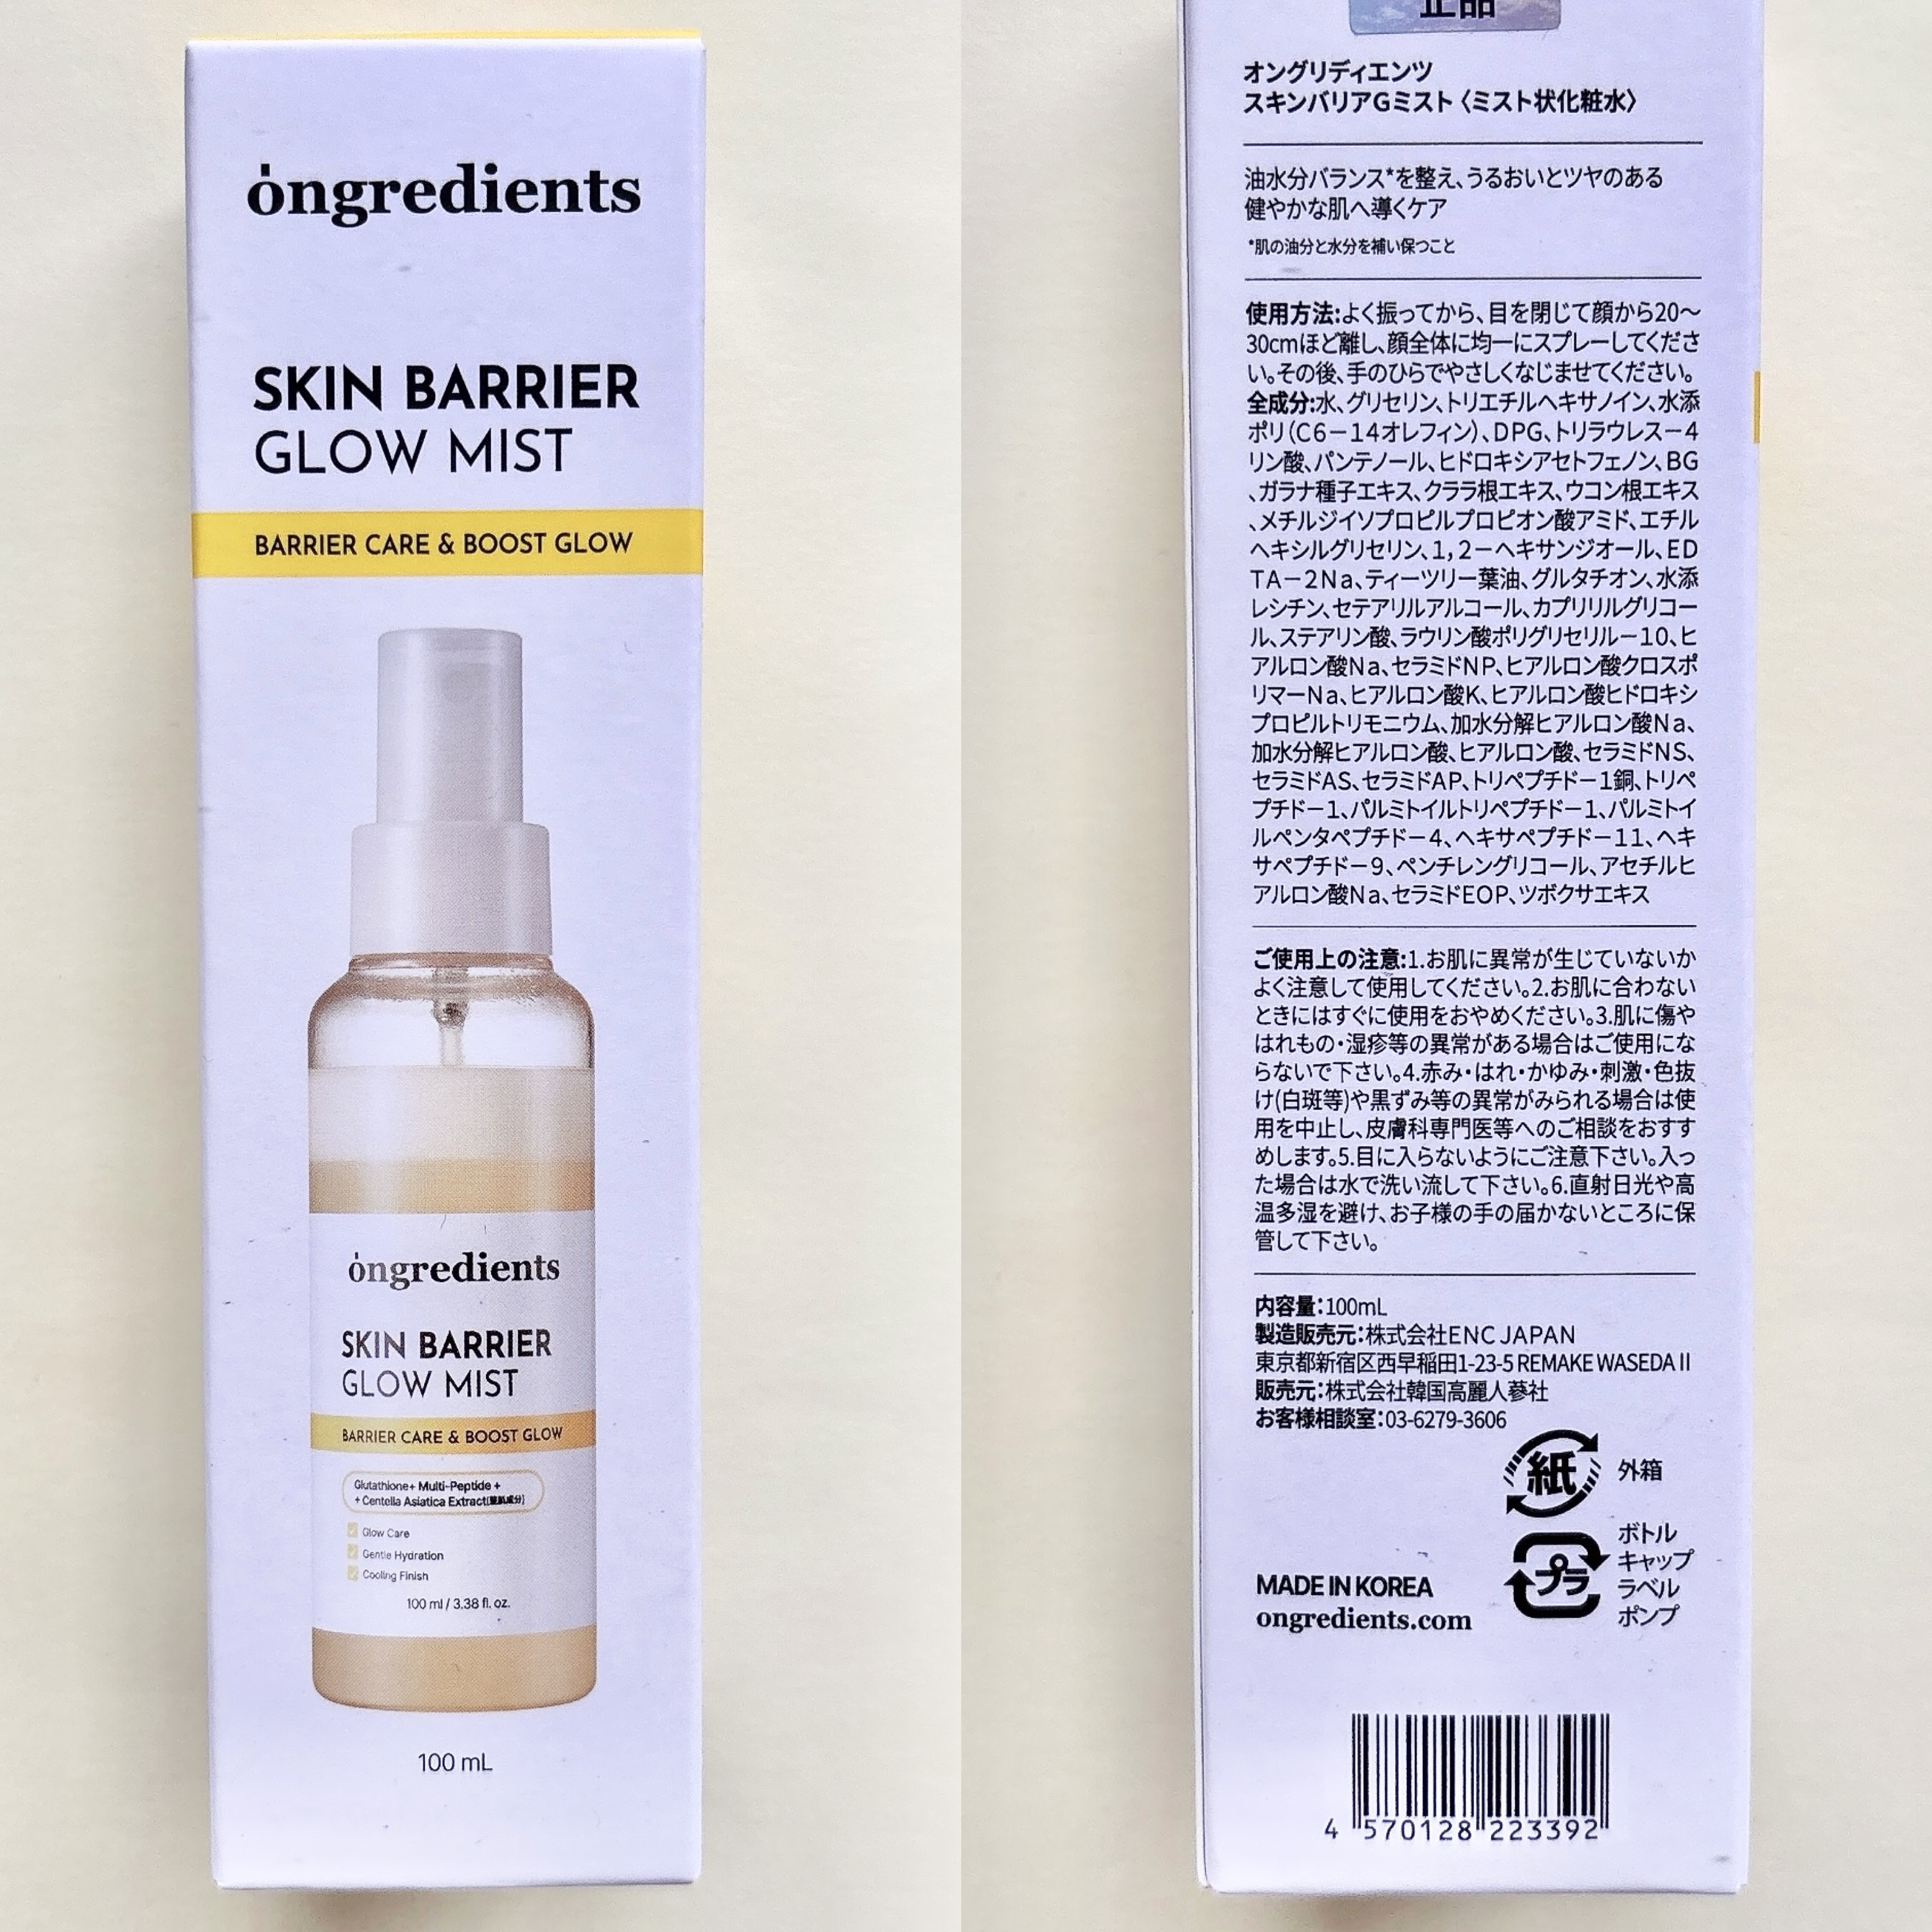 ongredients
SKIN BARRIER
GLOW MIST
BARRIER CARE & BOOST GLOW
ongredients
SKIN BARRIER
GLOW MIST
BARRIER CARE & BOOST GLOW
Glutathione+ Multi-Peptide +
+ Centella Asiatica Extract[整肌成分]
Glow Care
Gentle Hydration
Cooling Finish
100 ml / 3.38 fl. oz.
100 mL
正品
オングリディエンツ
スキンバリアGミスト〈ミスト状化粧水〉
油水分バランス*を整え、うるおいとツヤのある
健やかな肌へ導くケア
*肌の油分と水分を補い保つこと
使用方法:よく振ってから、目を閉じて顔から20〜
30cmほど離し、顔全体に均一にスプレーしてくださ
い。その後、手のひらでやさしくなじませてください。
全成分:水、グリセリン、トリエチルヘキサノイン、水添
ポリ(C6-14オレフィン)、DPG、トリラウレス-4
リン酸、パンテノール、ヒドロキシアセトフェノン、BG
、ガラナ種子エキス、クララ根エキス、ウコン根エキス
、メチルジイソプロピルプロピオン酸アミド、エチル
ヘキシルグリセリン、1,2-ヘキサンジオール、ED
TA-2Na、ティーツリー葉油、グルタチオン、水添
レシチン、セテアリルアルコール、カプリリルグリコー
ル、ステアリン酸、ラウリン酸ポリグリセリル-10、ヒ
アルロン酸Na、セラミドNP、ヒアルロン酸クロスポ
リマーNa、ヒアルロン酸K、ヒアルロン酸ヒドロキシ
プロピルトリモニウム、加水分解ヒアルロン酸Na、
加水分解ヒアルロン酸、ヒアルロン酸、セラミドNS、
セラミドAS、セラミドAP、トリペプチド-1銅、トリペ
プチド-1、パルミトイルトリペプチド-1、パルミトイ
ルペンタペプチド-4、ヘキサペプチド-11、ヘキ
サペプチド-9、ペンチレングリコール、アセチルヒ
アルロン酸Na、セラミドEOP、ツボクサエキス
ご使用上の注意:1.お肌に異常が生じていないか
よく注意して使用してください。2.お肌に合わない
ときにはすぐに使用をおやめください。3.肌に傷や
はれもの・湿疹等の異常がある場合はご使用にな
らないで下さい。4.赤み・はれ・かゆみ・刺激・色抜
け(白斑等)や黒ずみ等の異常がみられる場合は使
用を中止し、皮膚科専門医等へのご相談をおすす
めします。5.目に入らないようにご注意下さい。入っ
た場合は水で洗い流して下さい。6.直射日光や高
温多湿を避け、お子様の手の届かないところに保
管して下さい。
内容量:100mL
製造販売元:株式会社ENC JAPAN
東京都新宿区西早稲田1-23-5 REMAKE WASEDA II
販売元:株式会社韓国高麗人蔘社
お客様相談室:03-6279-3606
紙 外箱
プラ
ボトル
キャップ
ラベル
ポンプ
MADE IN KOREA
ongredients.com
4 570128 223392